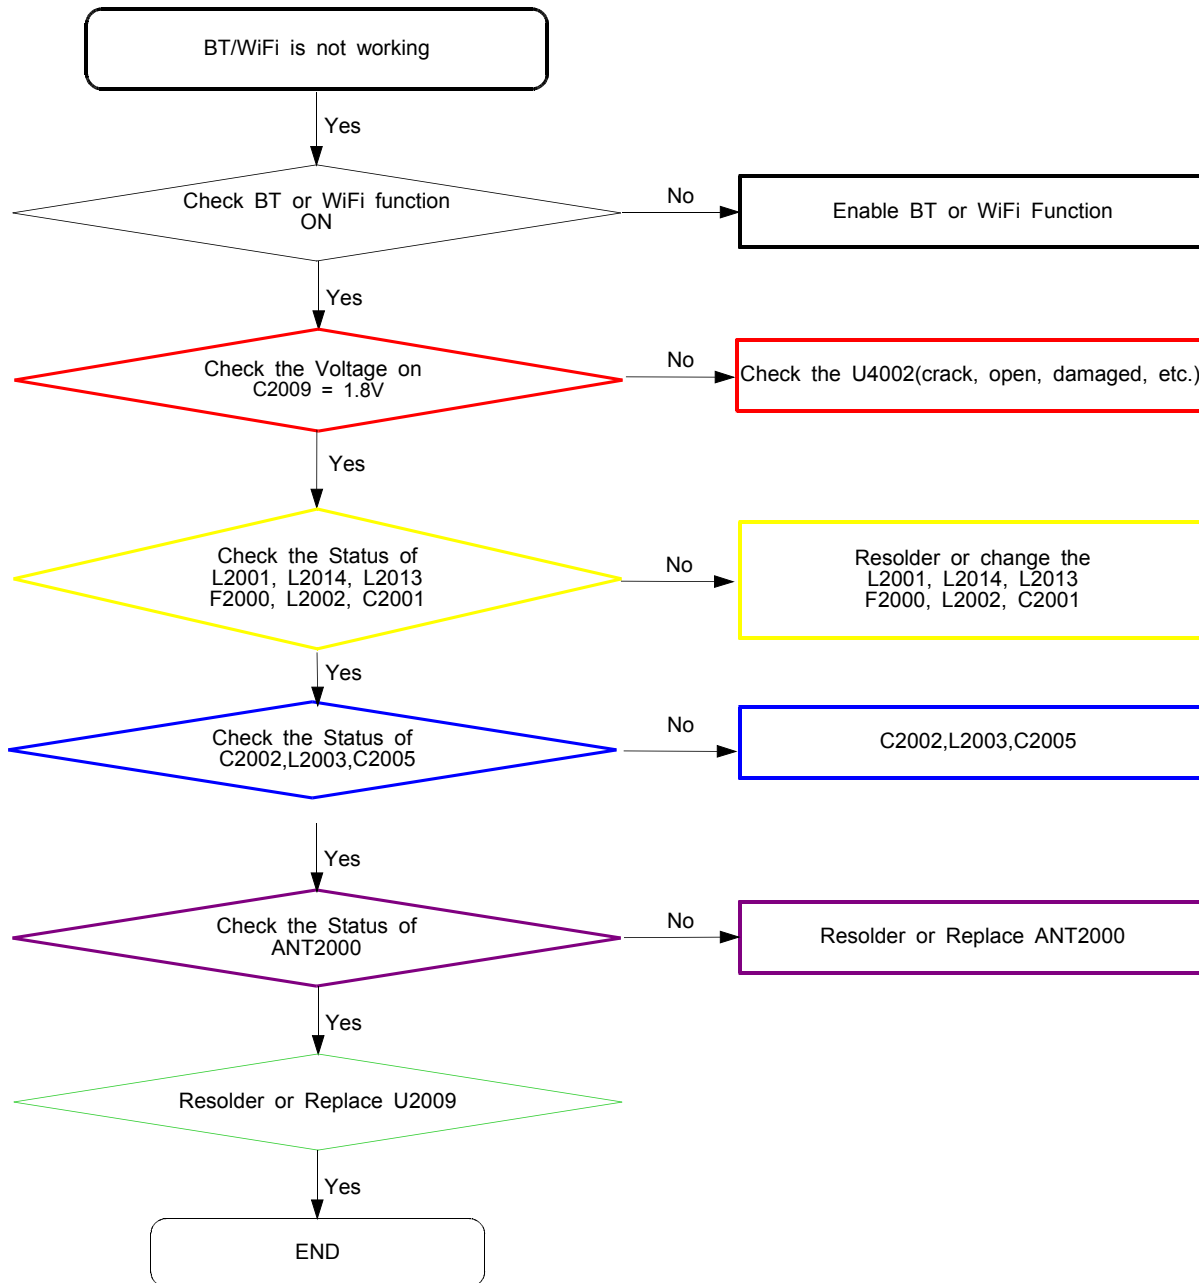 BT/WiFi is not working
Yes
Check BT or WiFi function
ON
No
Enable BT or WiFi Function
Yes
Check the Voltage on
C2009 = 1.8V
No
Check the U4002(crack, open, damaged, etc.)
Yes
Check the Status of
L2001, L2014, L2013
F2000, L2002, C2001
No
Resolder or change the
L2001, L2014, L2013
F2000, L2002, C2001
Yes
Check the Status of
C2002,L2003,C2005
No
C2002,L2003,C2005
Yes
Check the Status of
ANT2000
No
Resolder or Replace ANT2000
Yes
Resolder or Replace U2009
Yes
END